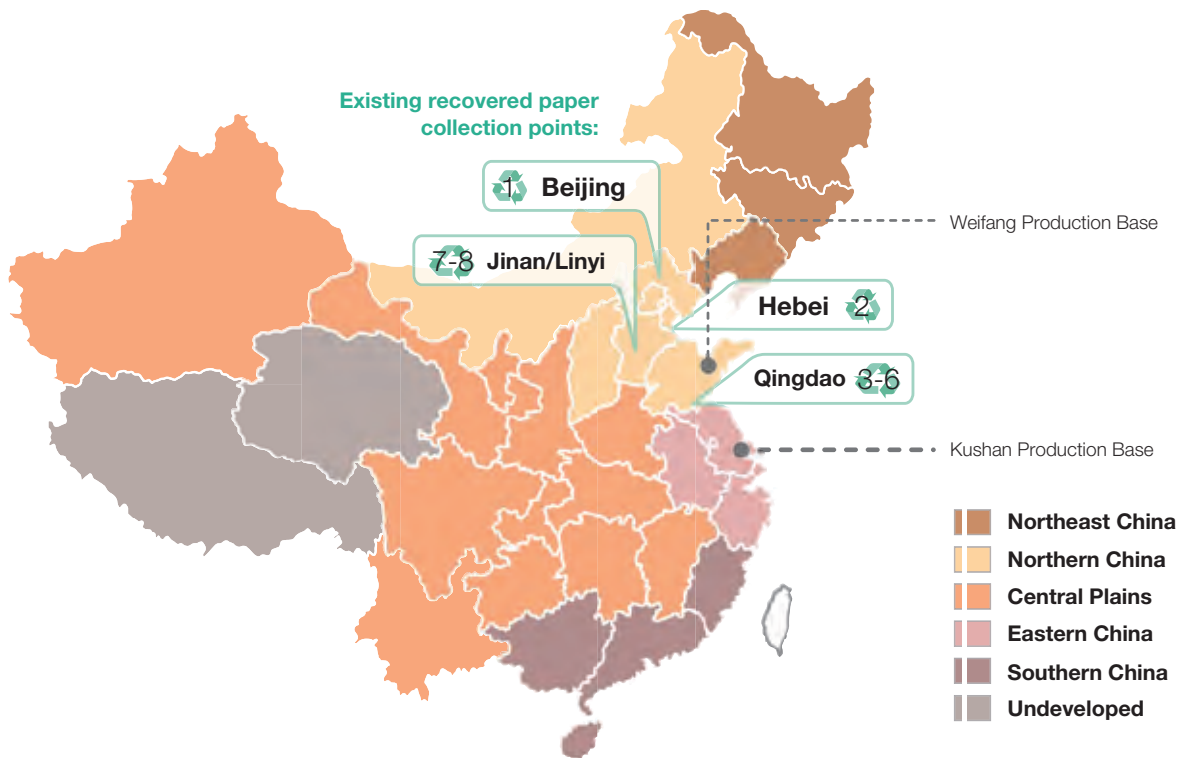 Existing recovered paper
collection points:
1 Beijing
7-8 Jinan/Linyi
Weifang Production Base
Hebei 2
Qingdao 3-6
Kushan Production Base
Northeast China
Northern China
Central Plains
Eastern China
Southern China
Undeveloped